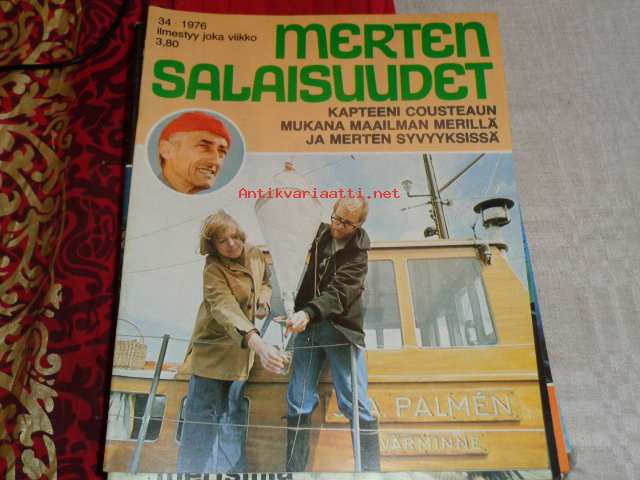 34 - 1976
Ilmestyy joka viikko
3,80
MERTEN
SALAISUUDET
KAPTEENI COUSTEAUN
MUKANA MAAILMAN MERILLÄ
JA MERTEN SYVYYKSISSÄ
Antikvariaatti.net
A. PALMÉN
VÄRMINNE